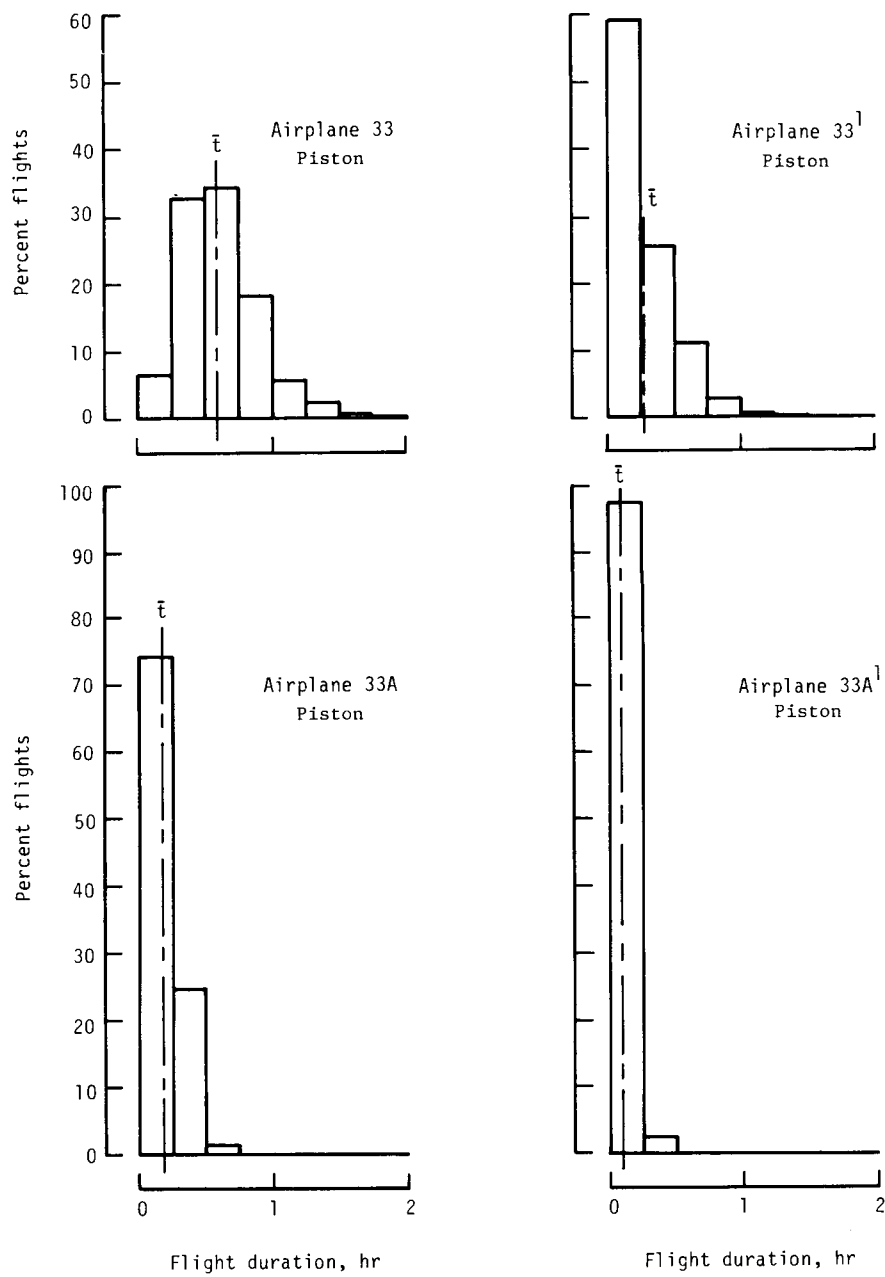 60
50
40
30
20
10
0
Percent flights
t̄
Airplane 33
Piston
t̄
Airplane 33¹
Piston
100
90
80
70
60
50
40
30
20
10
0
Percent flights
t̄
Airplane 33A
Piston
0 1 2
Flight duration, hr
t̄
Airplane 33A¹
Piston
0 1 2
Flight duration, hr